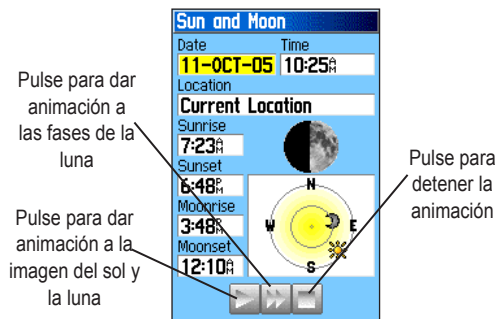 Sun and Moon
Date Time
11-OCT-05 10:25AM
Location
Current Location
Sunrise
7:23AM
Sunset
6:48PM
Moonrise
3:48PM
Moonset
12:10AM
N
W E
S
Pulse para dar
animación a
las fases de la
luna
Pulse para dar
animación a la
imagen del sol y
la luna
Pulse para
detener la
animación